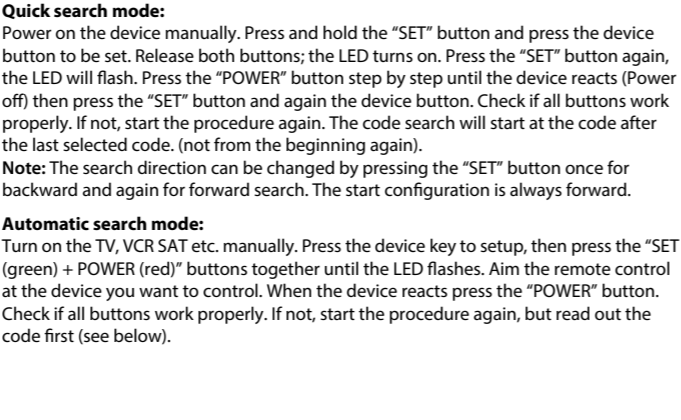 Quick search mode:
Power on the device manually. Press and hold the “SET” button and press the device
button to be set. Release both buttons; the LED turns on. Press the “SET” button again,
the LED will flash. Press the “POWER” button step by step until the device reacts (Power
off) then press the “SET” button and again the device button. Check if all buttons work
properly. If not, start the procedure again. The code search will start at the code after
the last selected code. (not from the beginning again).
Note: The search direction can be changed by pressing the “SET” button once for
backward and again for forward search. The start configuration is always forward.
Automatic search mode:
Turn on the TV, VCR SAT etc. manually. Press the device key to setup, then press the “SET
(green) + POWER (red)” buttons together until the LED flashes. Aim the remote control
at the device you want to control. When the device reacts press the “POWER” button.
Check if all buttons work properly. If not, start the procedure again, but read out the
code first (see below).